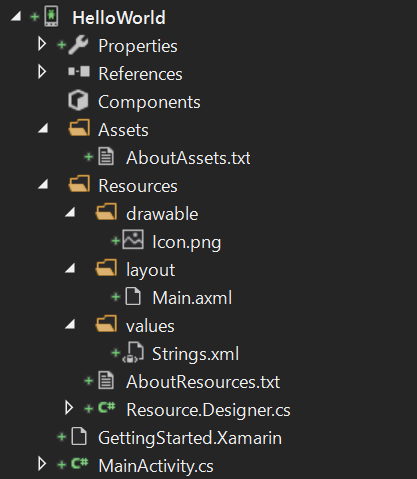 HelloWorld
Properties
References
Components
Assets
AboutAssets.txt
Resources
drawable
Icon.png
layout
Main.axml
values
Strings.xml
AboutResources.txt
C# Resource.Designer.cs
GettingStarted.Xamarin
C# MainActivity.cs